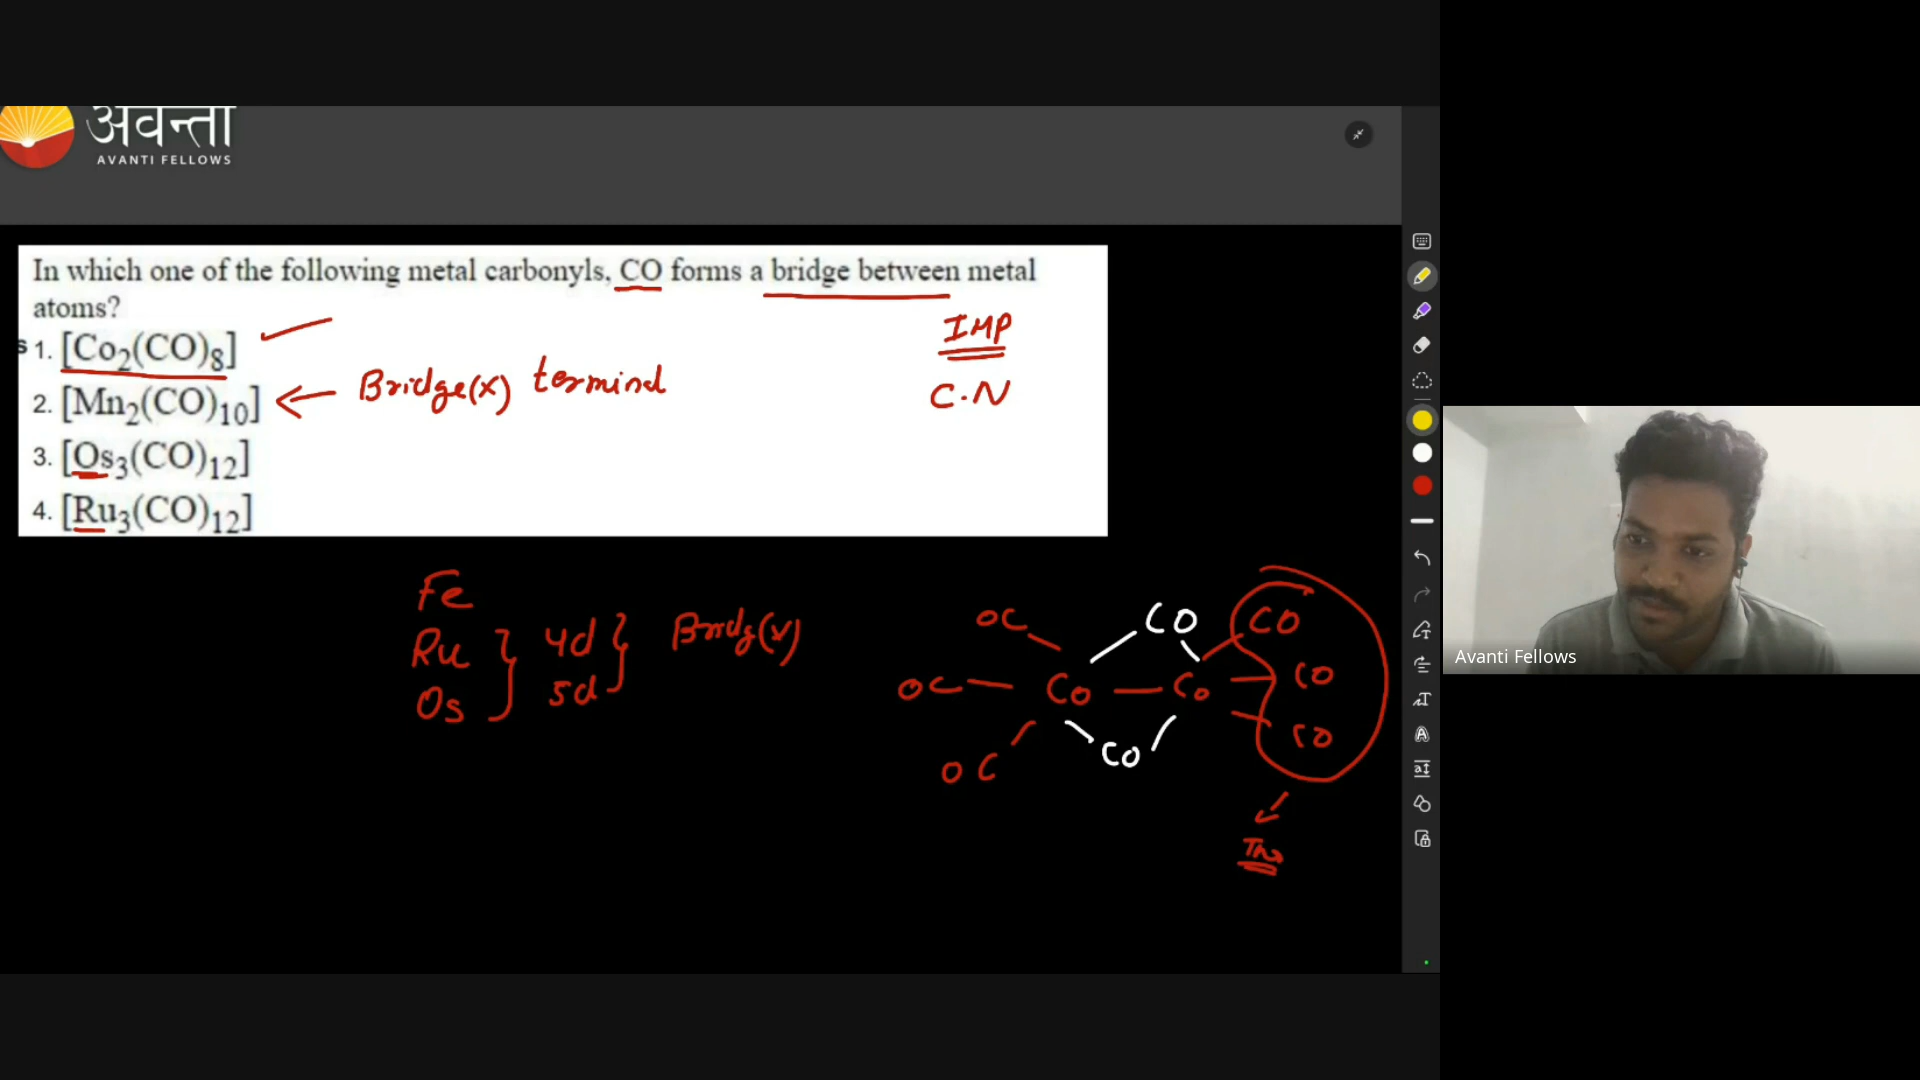 अवन्ती
AVANTI FELLOWS
In which one of the following metal carbonyls, CO forms a bridge between metal
atoms?
s 1. [Co₂(CO)₈]
IMP
2. [Mn₂(CO)₁₀] ← Bridge(x) terminal
C.N
3. [Os₃(CO)₁₂]
4. [Ru₃(CO)₁₂]
Fe
Ru } 4d } Bridg(x)
Os 5d
OC CO CO
OC — Co — Co — CO
OC CO CO
Avanti Fellows